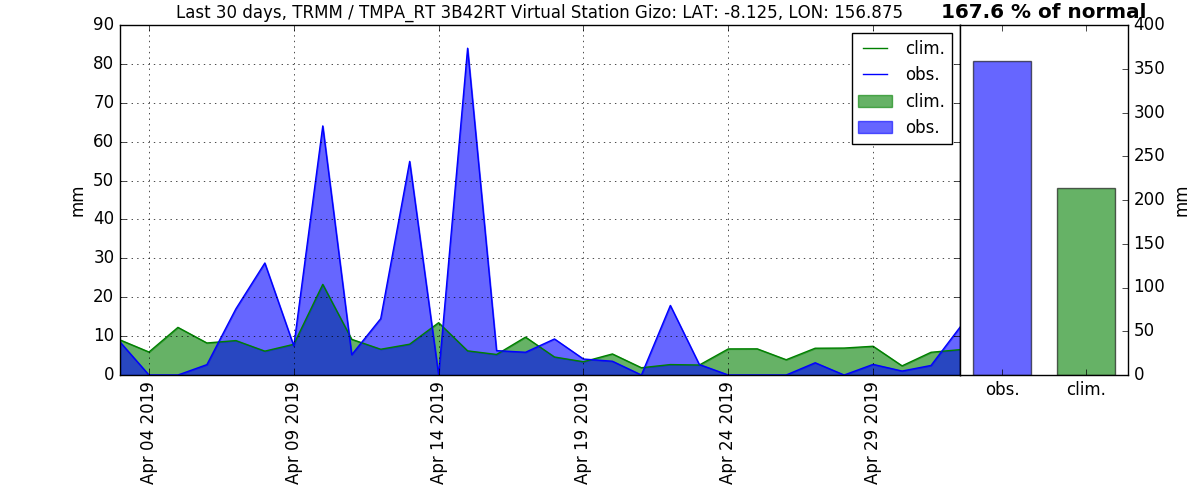 Last 30 days, TRMM / TMPA_RT 3B42RT Virtual Station Gizo: LAT: -8.125, LON: 156.875
167.6 % of normal
90
80
70
60
50
40
30
20
10
0
mm
clim.
obs.
clim.
obs.
Apr 04 2019
Apr 09 2019
Apr 14 2019
Apr 19 2019
Apr 24 2019
Apr 29 2019
400
350
300
250
200
150
100
50
0
mm
obs.
clim.